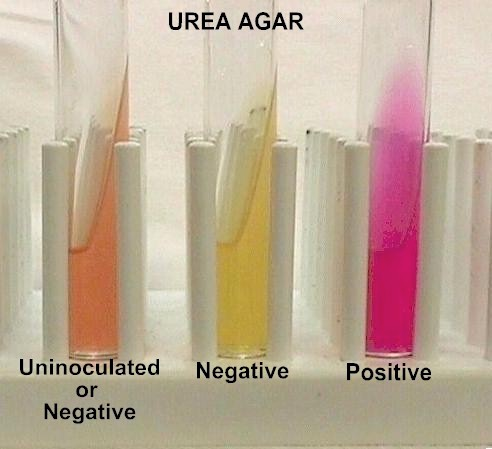 UREA AGAR
Uninoculated
or
Negative
Negative
Positive